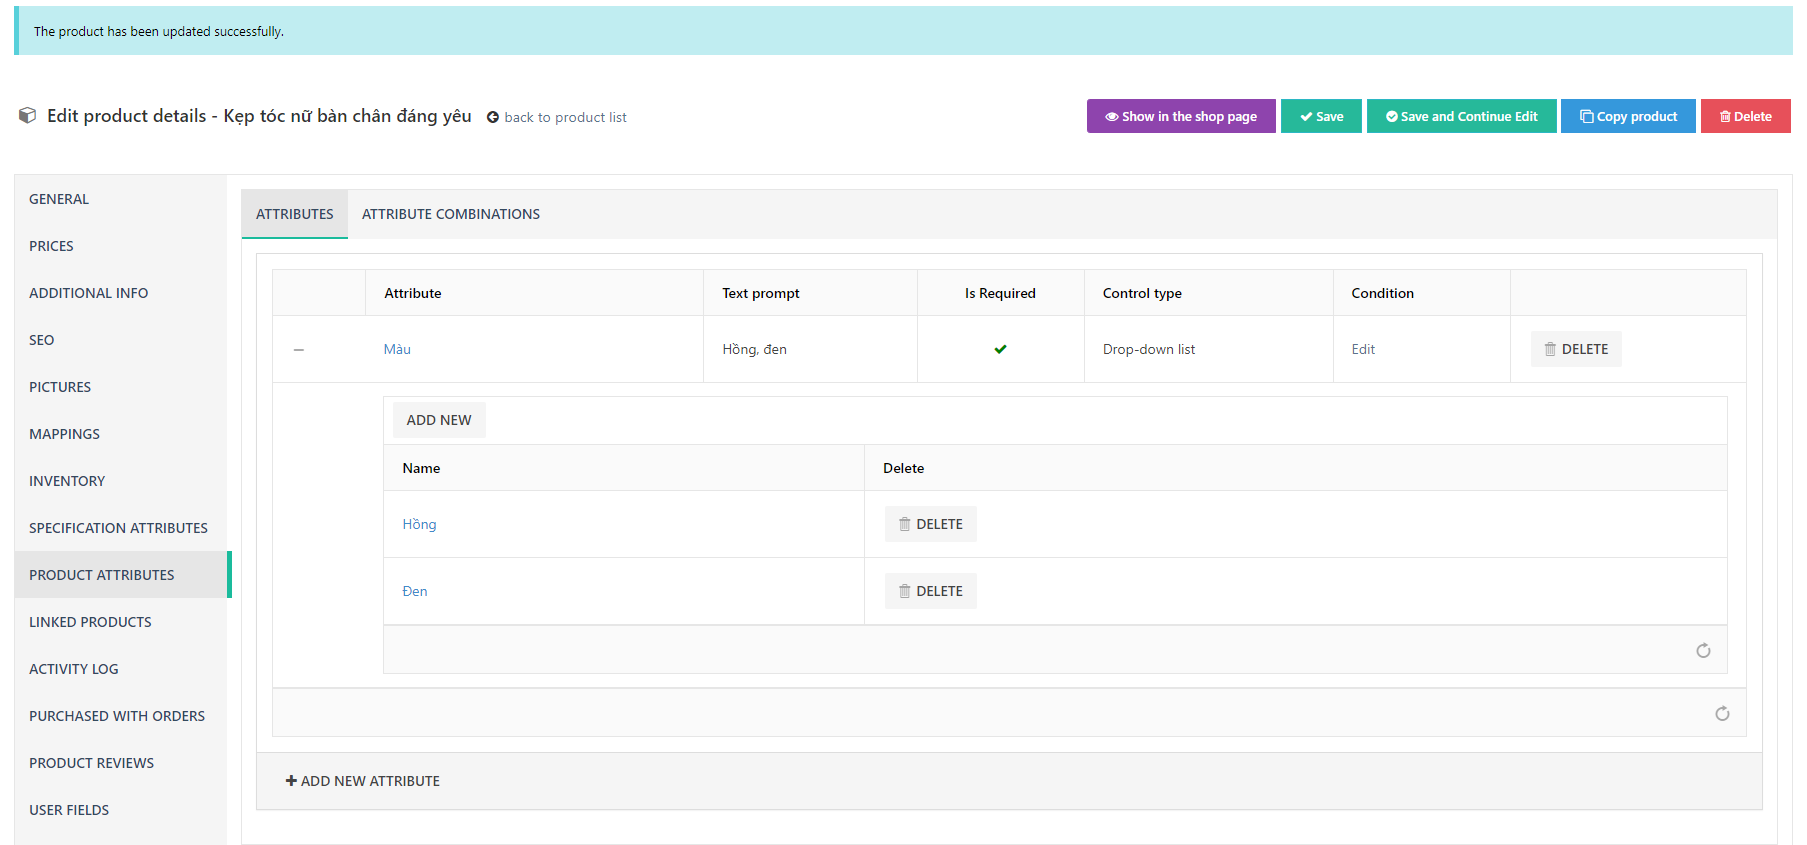 The product has been updated successfully.
Edit product details - Kẹp tóc nữ bàn chân đáng yêu back to product list
Show in the shop page Save Save and Continue Edit Copy product Delete
GENERAL
PRICES
ADDITIONAL INFO
SEO
PICTURES
MAPPINGS
INVENTORY
SPECIFICATION ATTRIBUTES
PRODUCT ATTRIBUTES
LINKED PRODUCTS
ACTIVITY LOG
PURCHASED WITH ORDERS
PRODUCT REVIEWS
USER FIELDS
ATTRIBUTES ATTRIBUTE COMBINATIONS
Attribute Text prompt Is Required Control type Condition
Màu Hồng, đen Drop-down list Edit DELETE
ADD NEW
Name Delete
Hồng DELETE
Đen DELETE
ADD NEW ATTRIBUTE